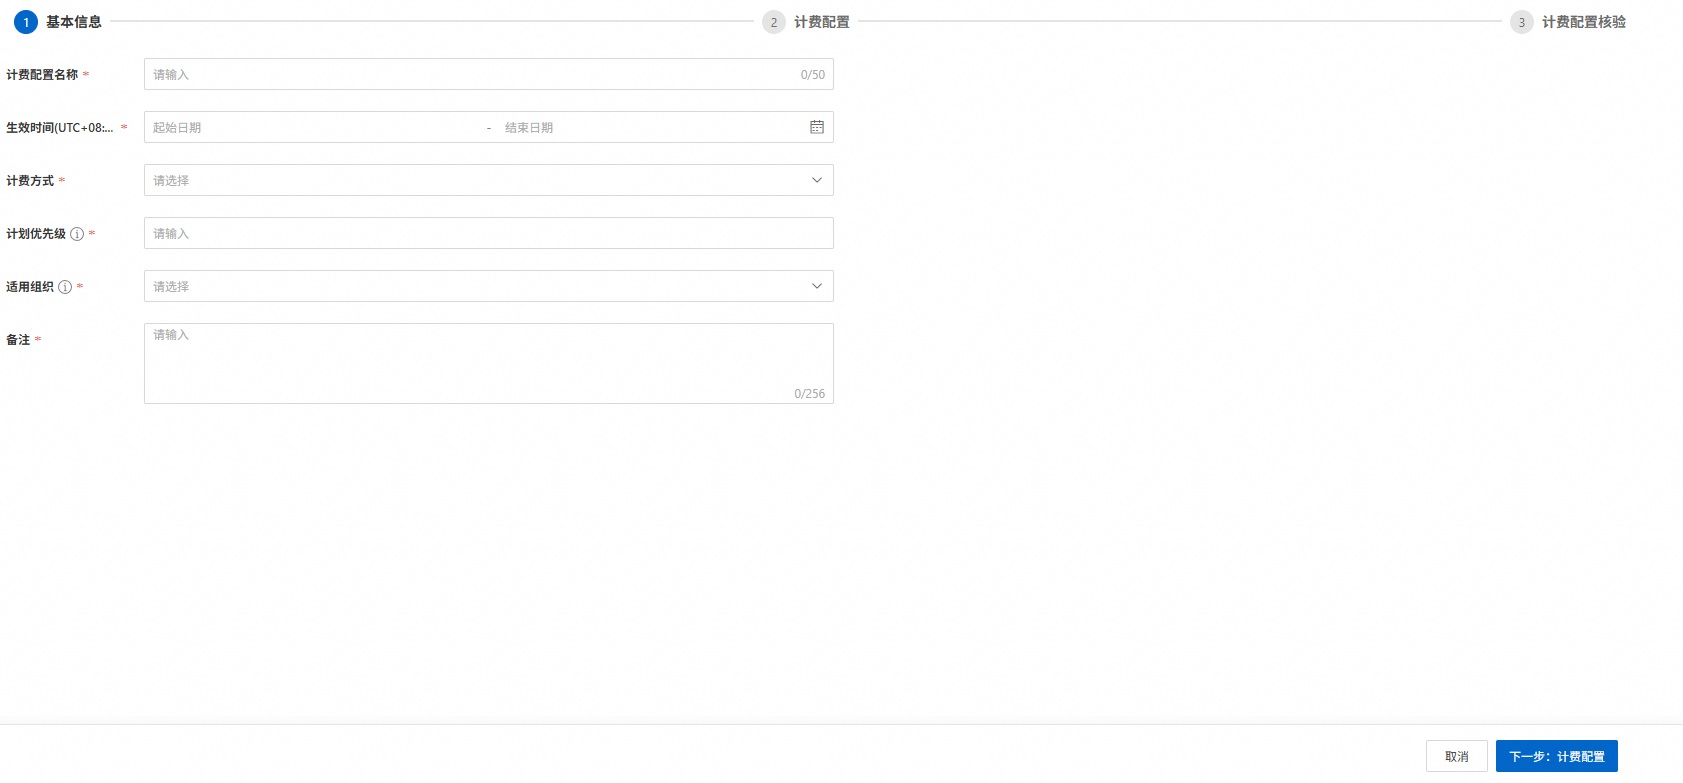 1 基本信息 2 计费配置 3 计费配置核验
计费配置名称 * 请输入 0/50
生效时间(UTC+08:... * 起始日期 - 结束日期
计费方式 * 请选择
计划优先级 * 请输入
适用组织 * 请选择
备注 * 请输入
0/256
取消 下一步：计费配置